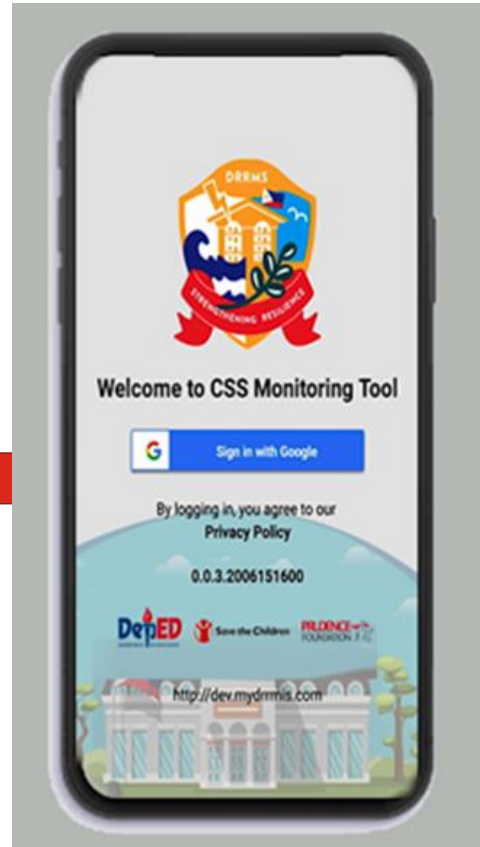 DRRMS
STRENGTHENING RESILIENCE
Welcome to CSS Monitoring Tool
G
Sign in with Google
By logging in, you agree to our
Privacy Policy
0.0.3.2006151600
DepED
Save the Children
PRUDENCE
FOUNDATION
http://dev.mydrrmis.com